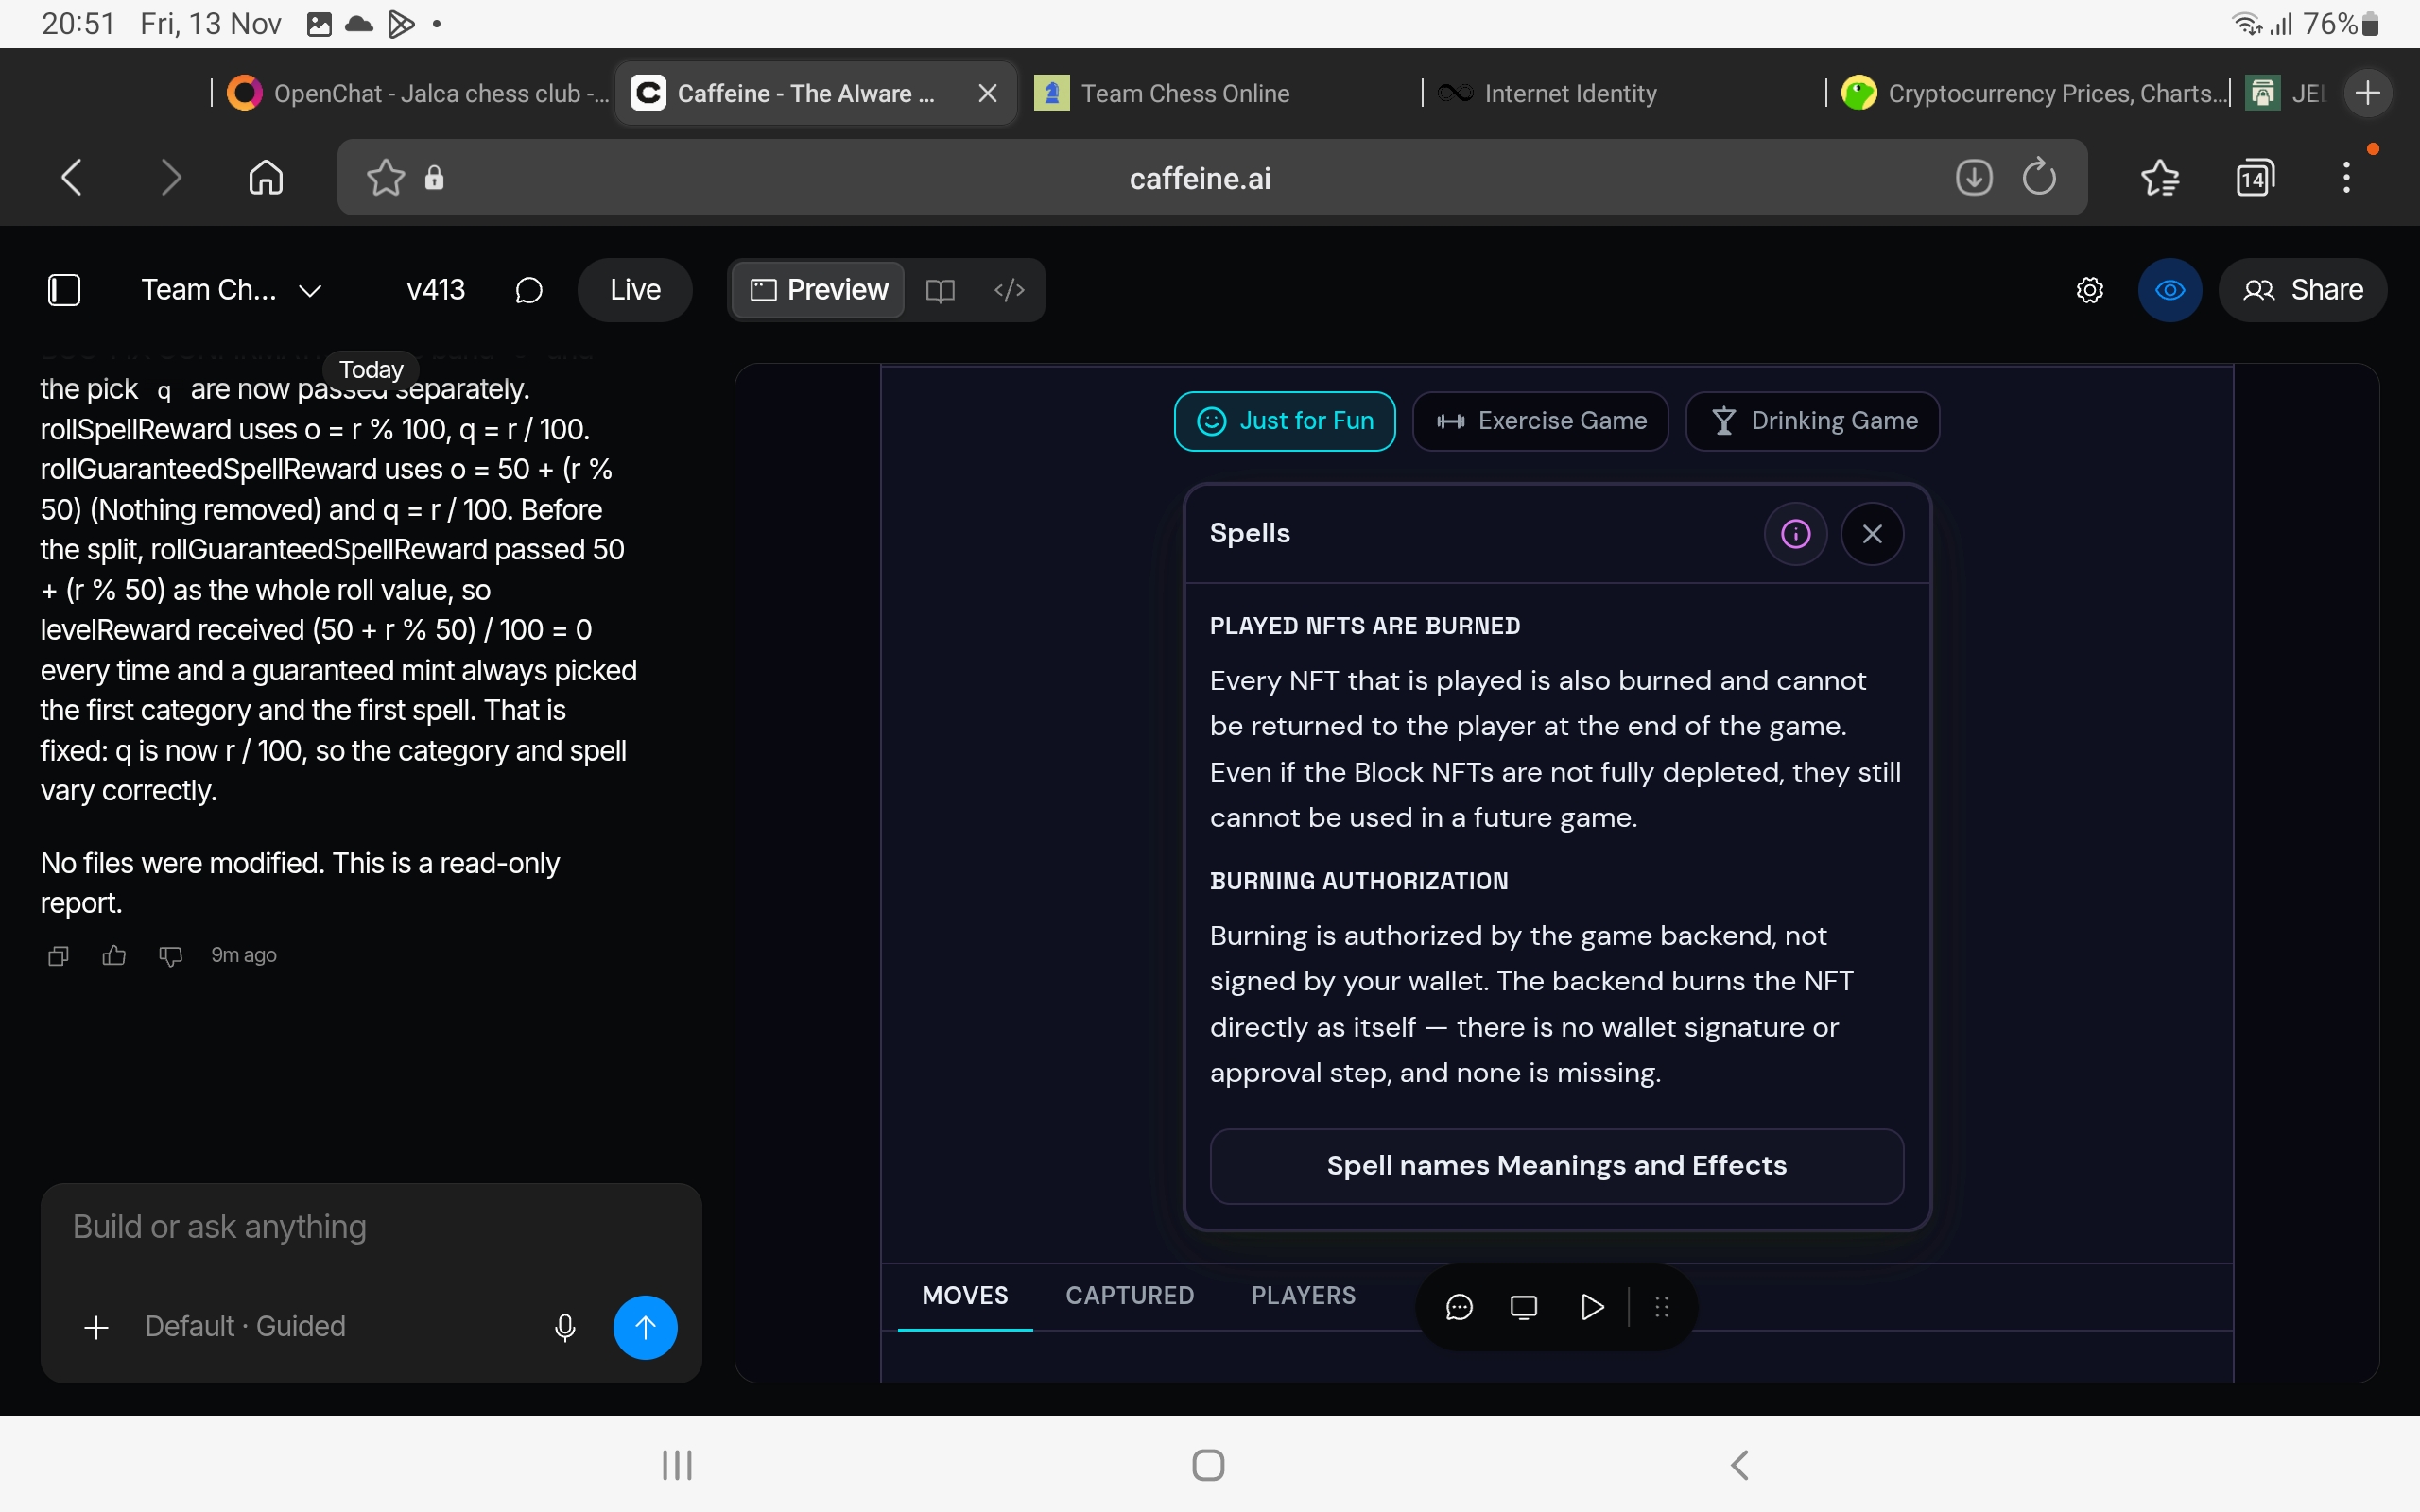 20:51 Fri, 13 Nov
76%
OpenChat - Jalca chess club -...
Caffeine - The AIware ...
Team Chess Online
Internet Identity
Cryptocurrency Prices, Charts...
caffeine.ai
14
Team Ch...
v413
Live
Preview
Share
Today
the pick q are now passed separately.
rollSpellReward uses o = r % 100, q = r / 100.
rollGuaranteedSpellReward uses o = 50 + (r %
50) (Nothing removed) and q = r / 100. Before
the split, rollGuaranteedSpellReward passed 50
+ (r % 50) as the whole roll value, so
levelReward received (50 + r % 50) / 100 = 0
every time and a guaranteed mint always picked
the first category and the first spell. That is
fixed: q is now r / 100, so the category and spell
vary correctly.
No files were modified. This is a read-only
report.
9m ago
Build or ask anything
Default · Guided
Just for Fun
Exercise Game
Drinking Game
Spells
PLAYED NFTS ARE BURNED
Every NFT that is played is also burned and cannot
be returned to the player at the end of the game.
Even if the Block NFTs are not fully depleted, they still
cannot be used in a future game.
BURNING AUTHORIZATION
Burning is authorized by the game backend, not
signed by your wallet. The backend burns the NFT
directly as itself — there is no wallet signature or
approval step, and none is missing.
Spell names Meanings and Effects
MOVES
CAPTURED
PLAYERS